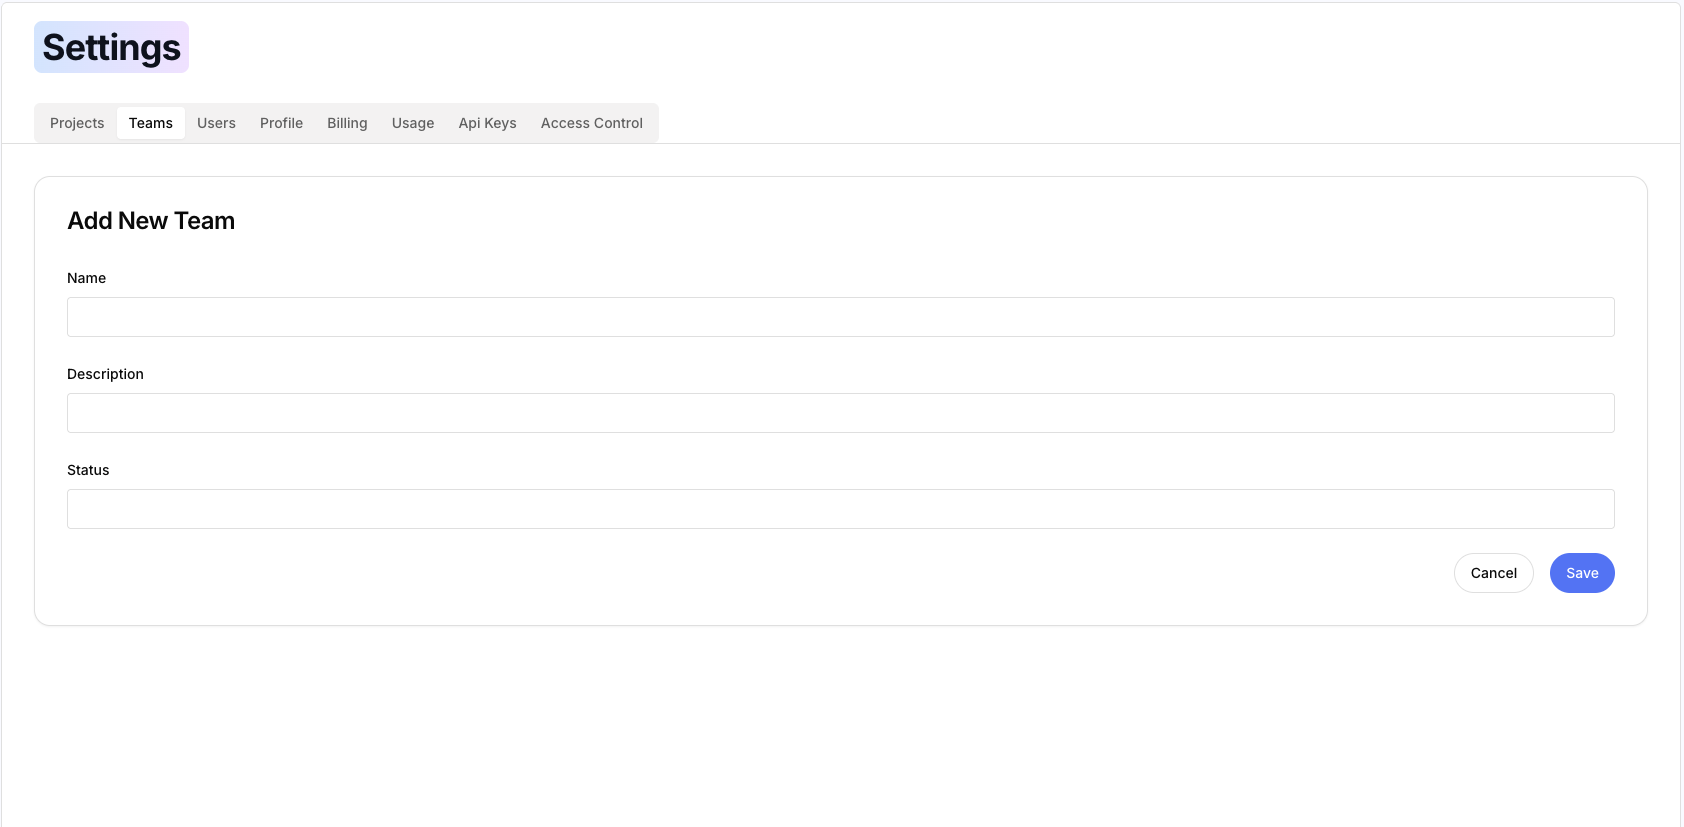 Settings
Projects Teams Users Profile Billing Usage Api Keys Access Control
Add New Team
Name
Description
Status
Cancel Save